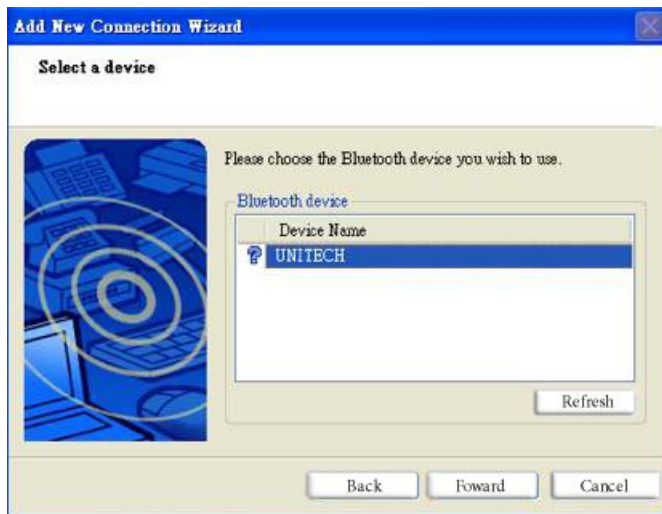 Add New Connection Wizard
Select a device
Please choose the Bluetooth device you wish to use.
Bluetooth device
Device Name
UNITECH
Refresh
Back Foward Cancel